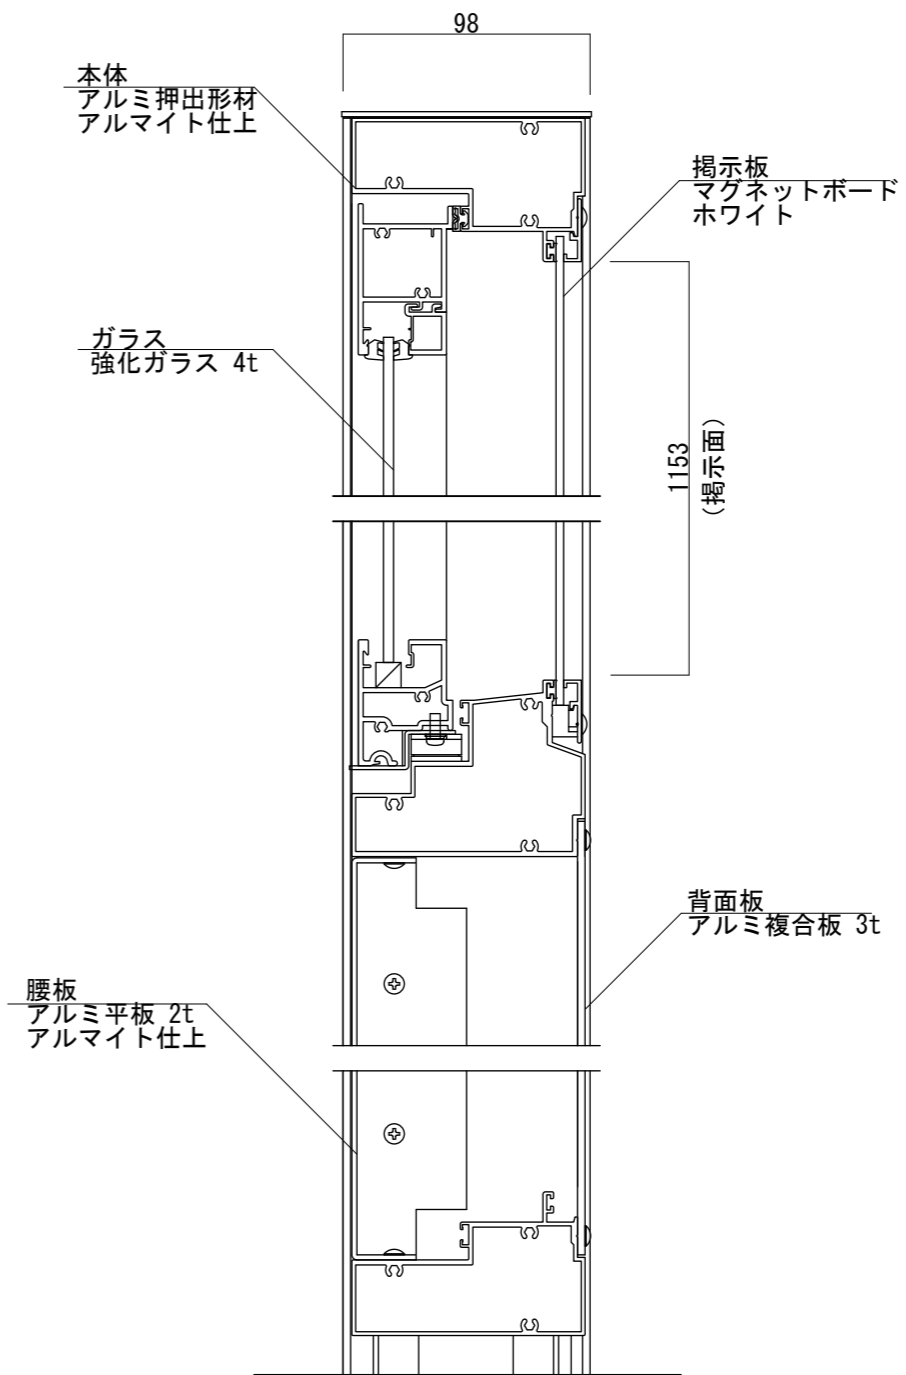 98
本体
アルミ押出形材
アルマイト仕上
掲示板
マグネットボード
ホワイト
ガラス
強化ガラス 4t
1153
(掲示面)
背面板
アルミ複合板 3t
腰板
アルミ平板 2t
アルマイト仕上